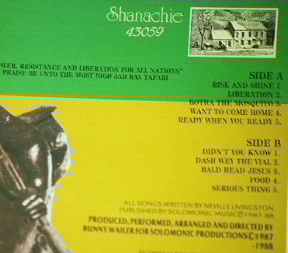 Shanachie
43059
OWER, RESISTANCE AND LIBERATION FOR ALL NATIONS"
PRAISE BE UNTO THE MOST HIGH JAH RAS TAFARI
SIDE A
RISE AND SHINE 1.
LIBERATION 2.
BOTHA THE MOSQUITO 3.
WANT TO COME HOME 4.
READY WHEN YOU READY 5.
SIDE B
DIDN'T YOU KNOW 1.
DASH WEY THE VIAL 2.
BALD HEAD JESUS 3.
FOOD 4.
SERIOUS THING 5.
ALL SONGS WRITTEN BY NEVILLE LIVINGSTON
PUBLISHED BY SOLOMONIC MUSIC Ⓟ 1987-88
PRODUCED, PERFORMED, ARRANGED AND DIRECTED BY
BUNNY WAILER FOR SOLOMONIC PRODUCTIONS © 1987
-1988